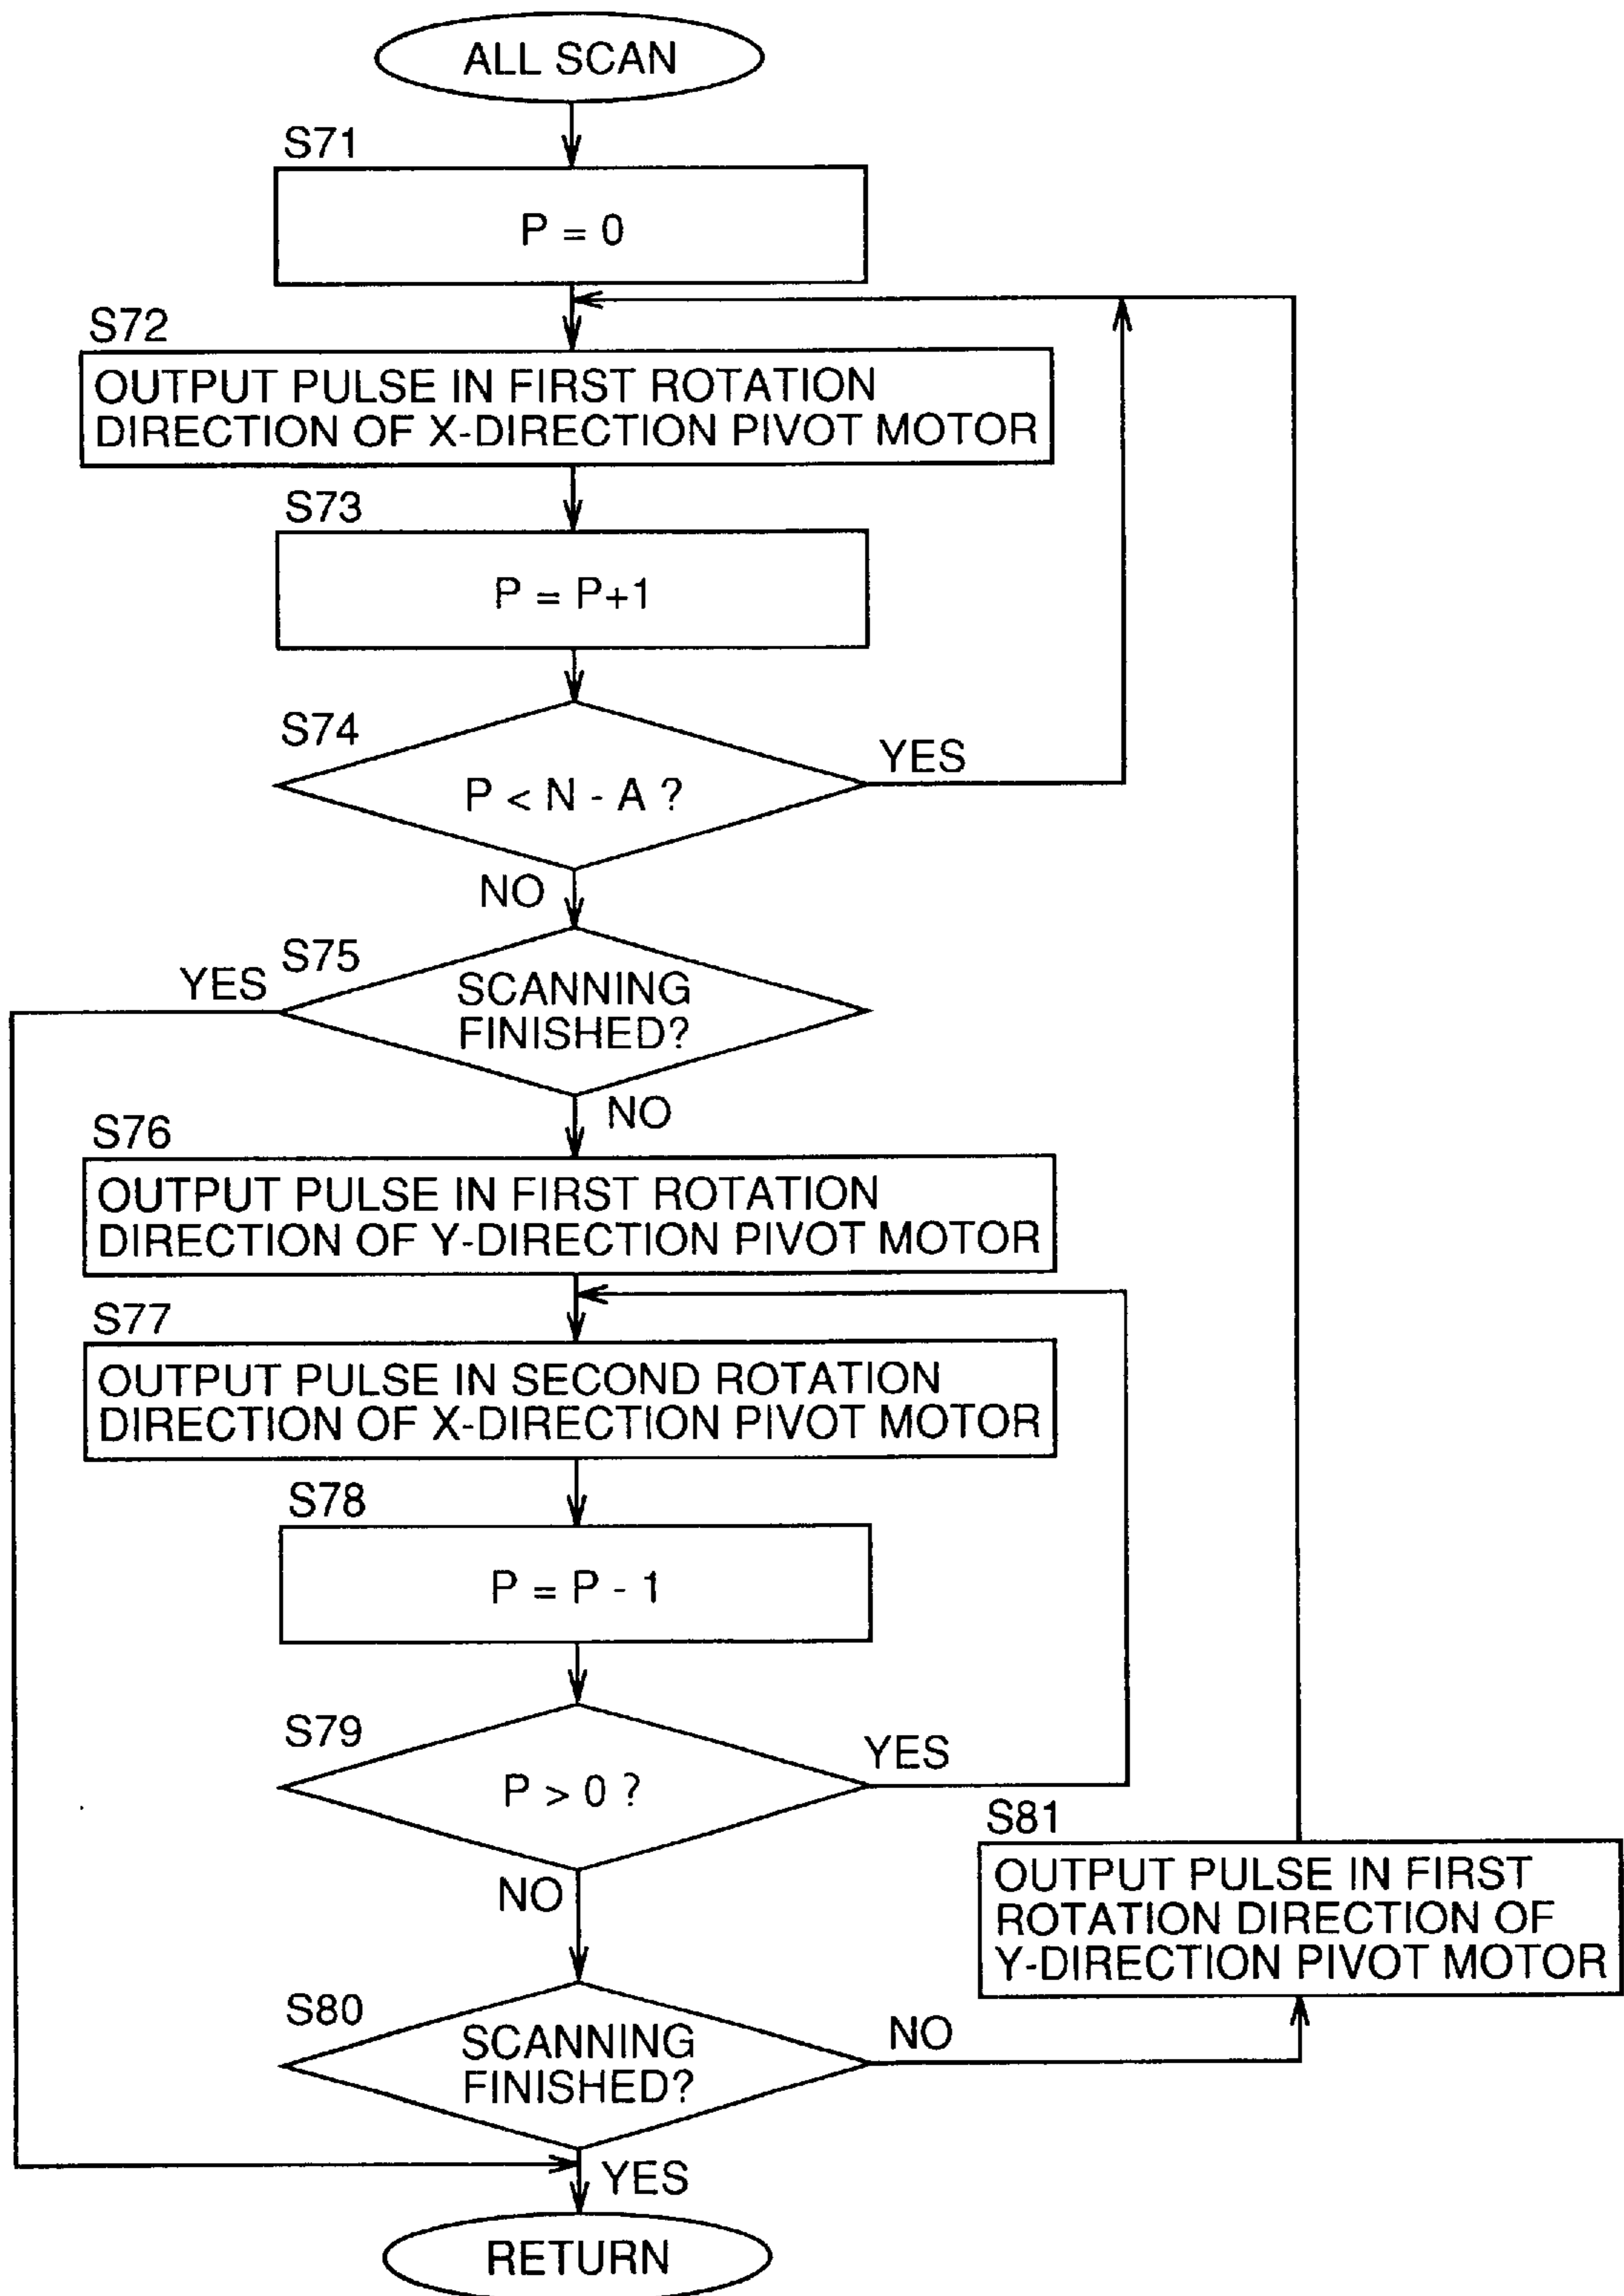 ALL SCAN
S71
P = 0
S72
OUTPUT PULSE IN FIRST ROTATION
DIRECTION OF X-DIRECTION PIVOT MOTOR
S73
P = P+1
S74
P < N - A ?
YES
NO
S75
YES
SCANNING
FINISHED?
NO
S76
OUTPUT PULSE IN FIRST ROTATION
DIRECTION OF Y-DIRECTION PIVOT MOTOR
S77
OUTPUT PULSE IN SECOND ROTATION
DIRECTION OF X-DIRECTION PIVOT MOTOR
S78
P = P - 1
S79
P > 0 ?
YES
NO
S81
OUTPUT PULSE IN FIRST
ROTATION DIRECTION OF
Y-DIRECTION PIVOT MOTOR
S80
SCANNING
FINISHED?
NO
YES
RETURN